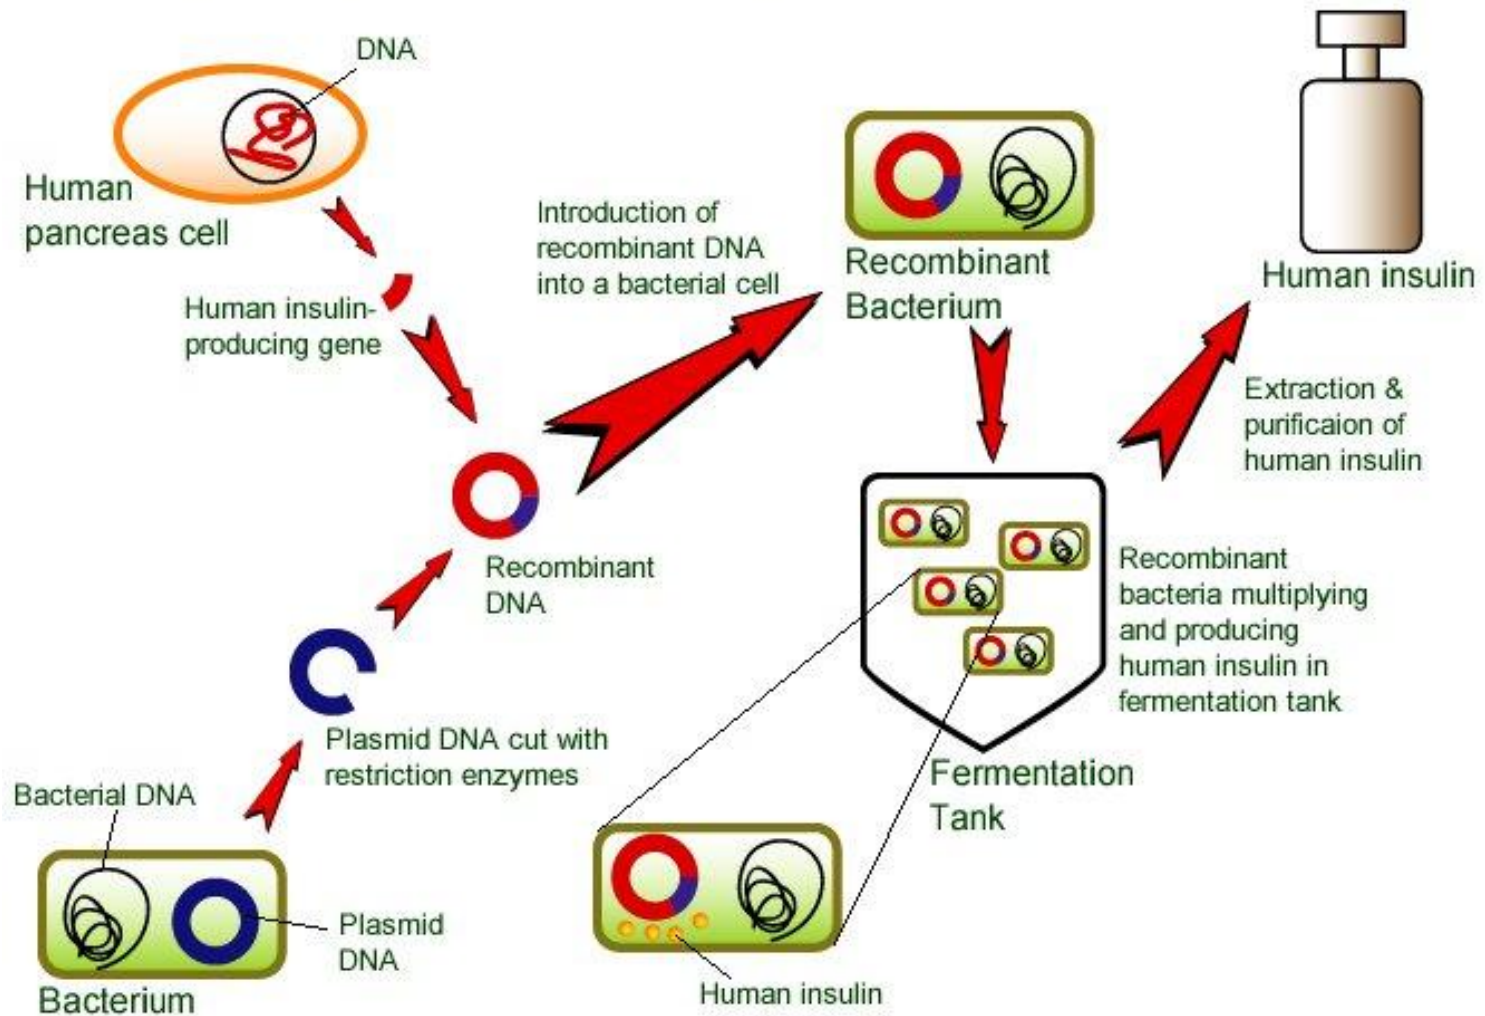 DNA
Human
pancreas cell
Human insulin-
producing gene
Introduction of
recombinant DNA
into a bacterial cell
Recombinant
Bacterium
Human insulin
Extraction &
purificaion of
human insulin
Recombinant
DNA
Recombinant
bacteria multiplying
and producing
human insulin in
fermentation tank
Plasmid DNA cut with
restriction enzymes
Fermentation
Tank
Bacterial DNA
Plasmid
DNA
Bacterium
Human insulin